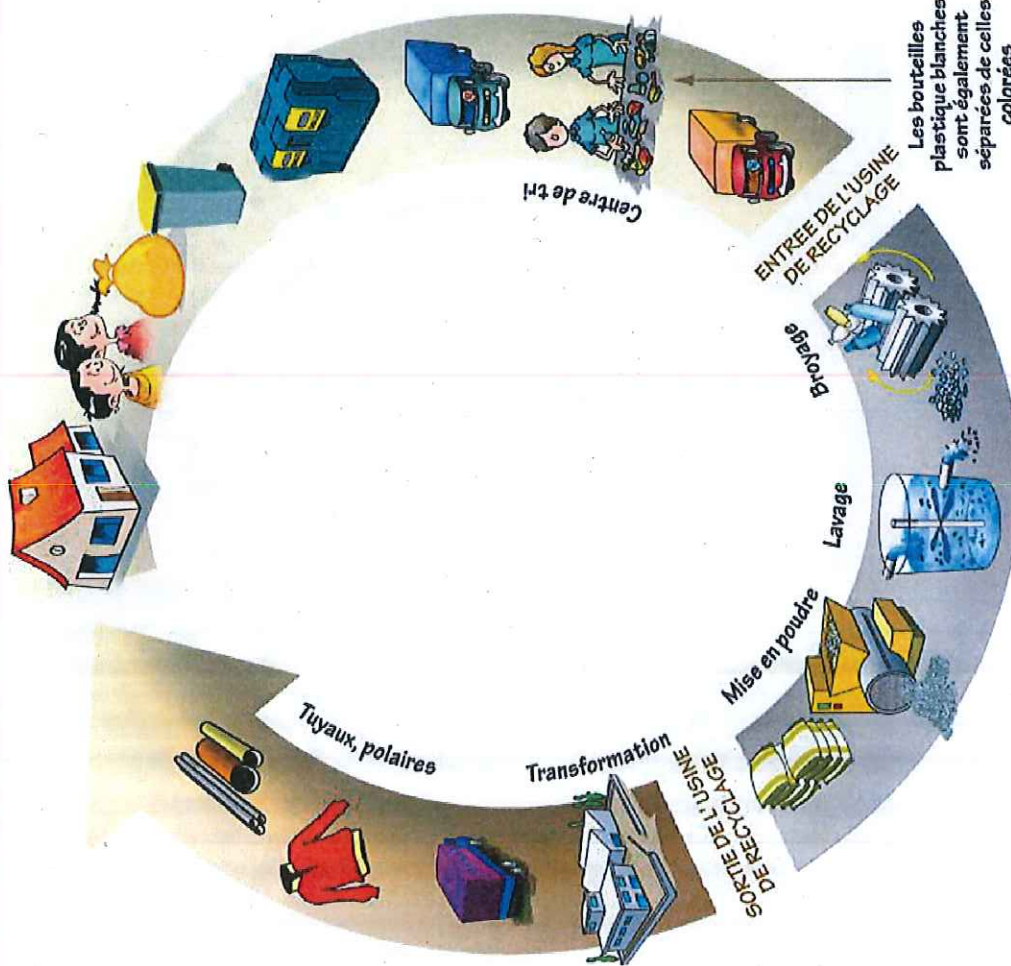 Centre de tri
Les bouteilles
plastique blanches
sont également
séparées de celles
colorées
ENTREE DE L'USINE
DE RECYCLAGE
Broyage
Lavage
Mise en poudre
SORTIE DE L'USINE
DE RECYCLAGE
Transformation
Tuyaux, polaires